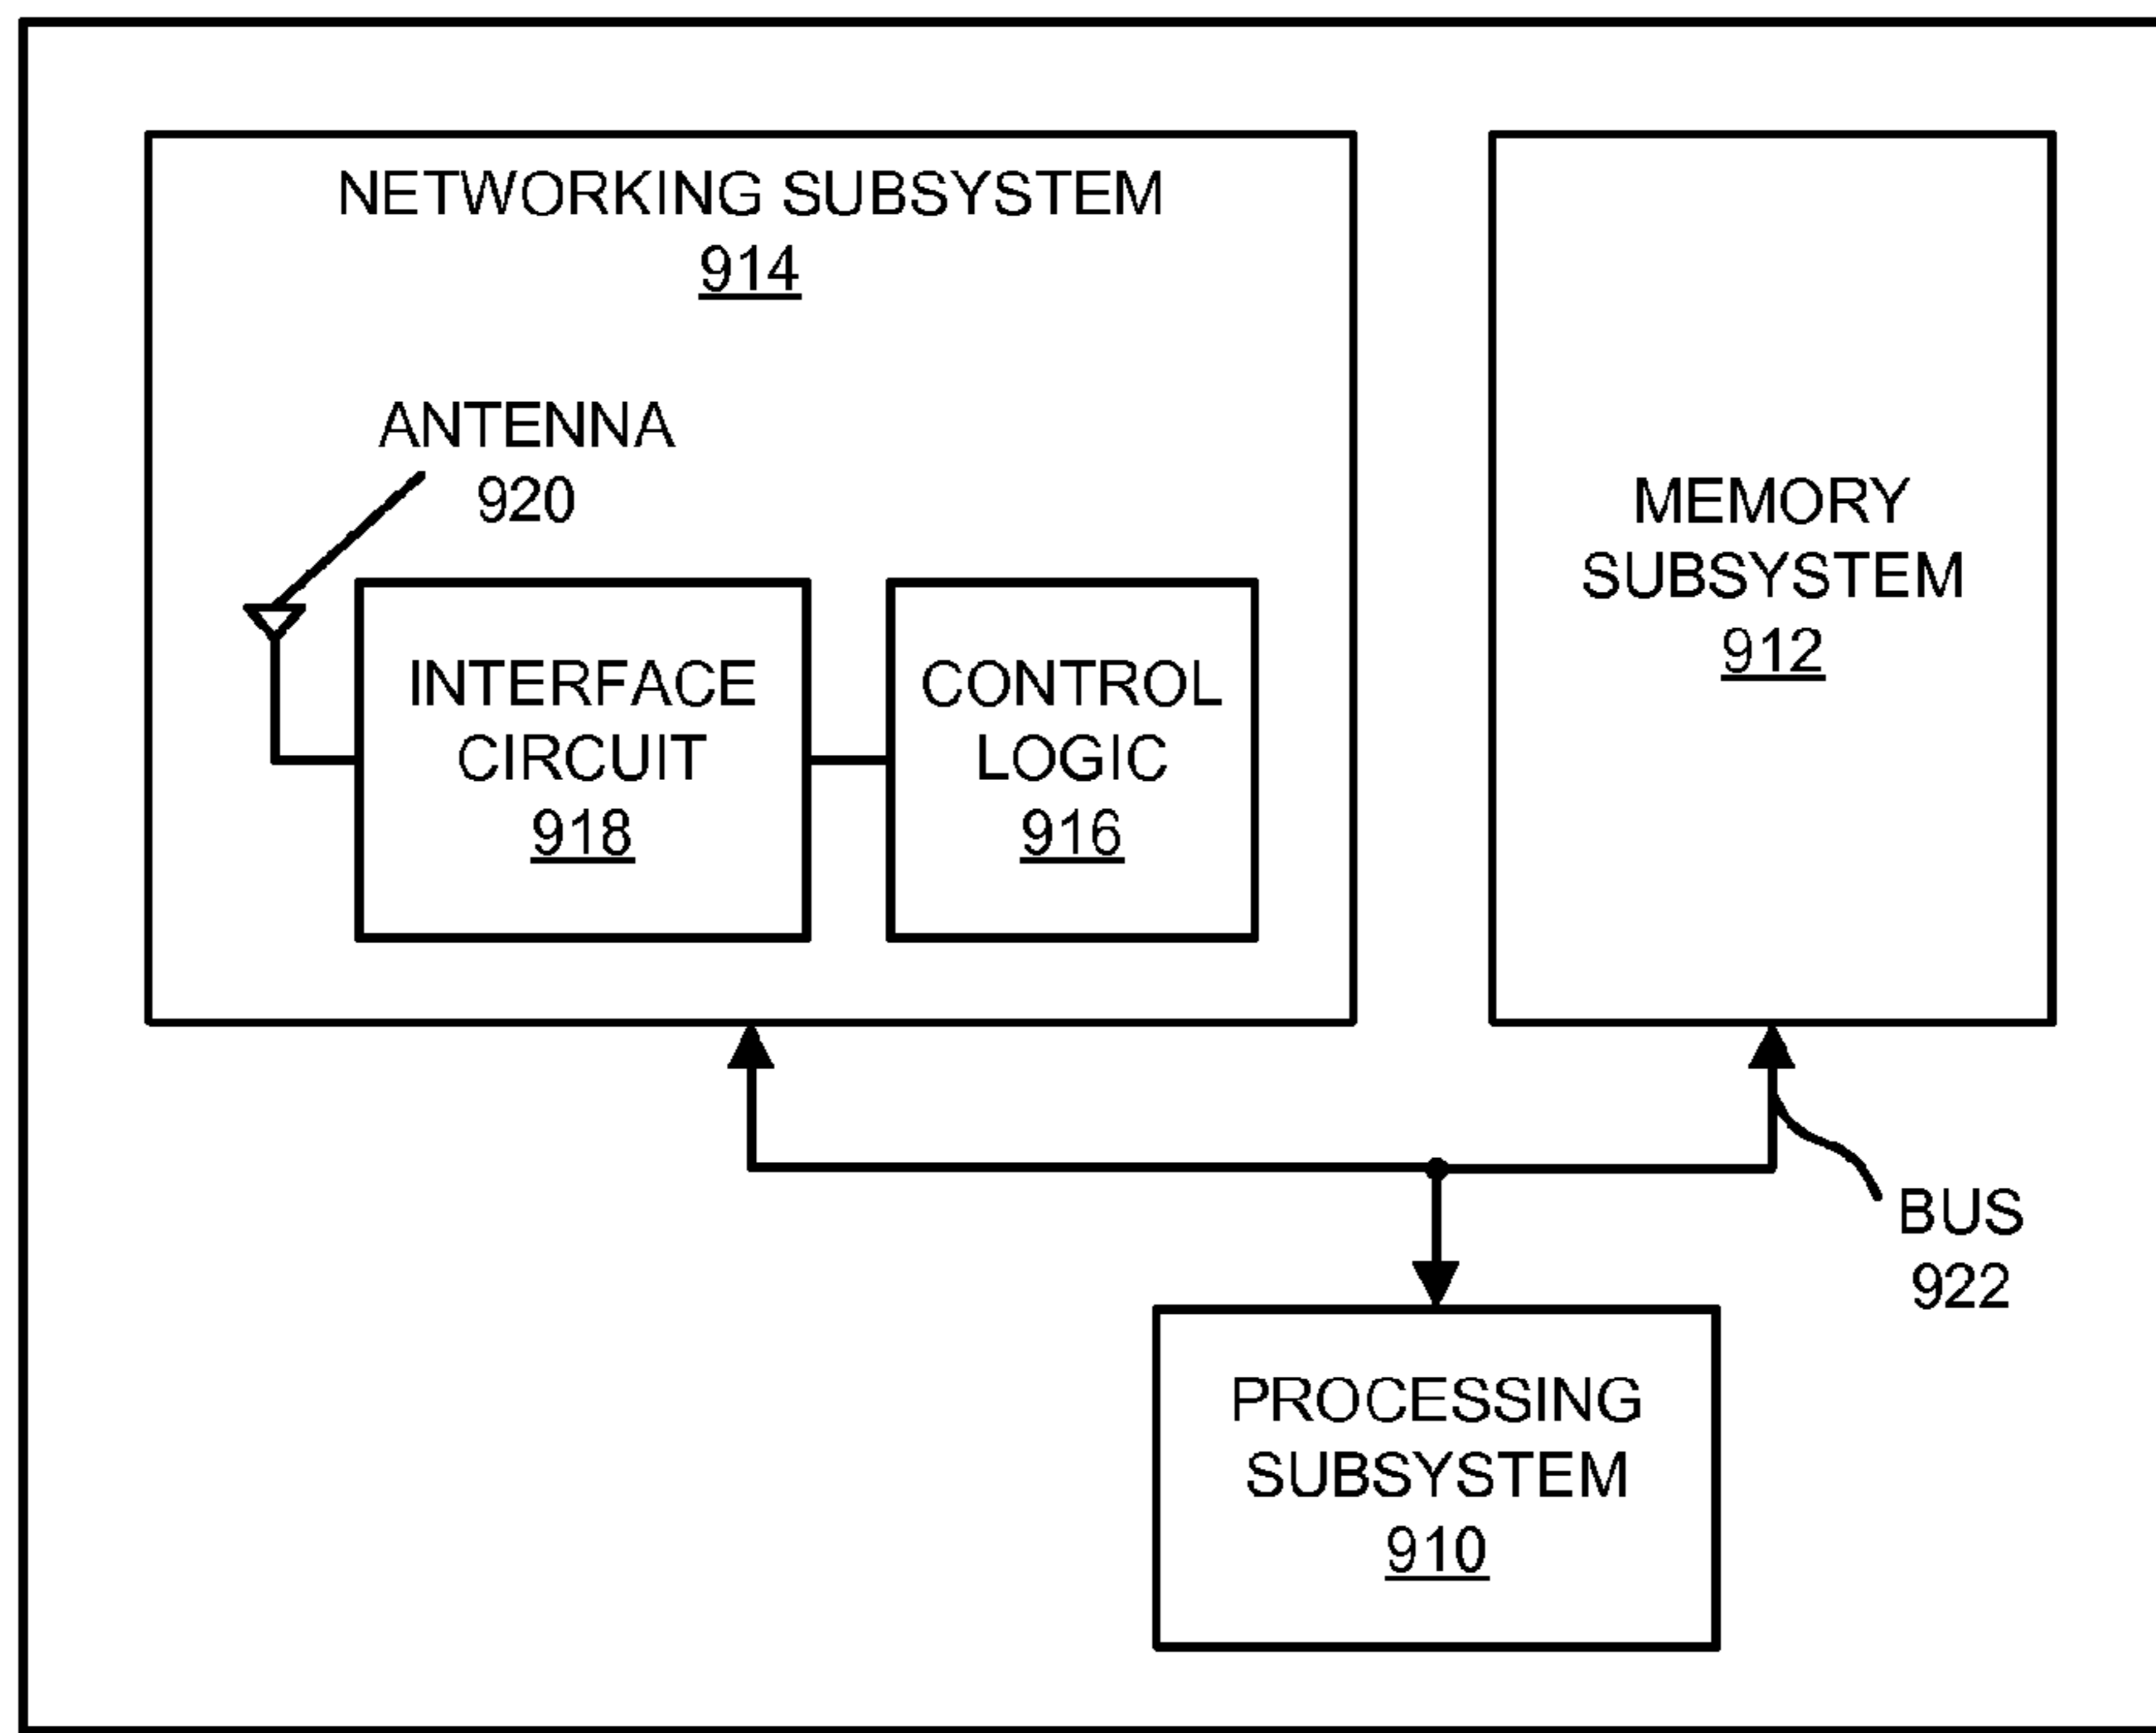 NETWORKING SUBSYSTEM
914
ANTENNA
920
INTERFACE
CIRCUIT
918
CONTROL
LOGIC
916
MEMORY
SUBSYSTEM
912
BUS
922
PROCESSING
SUBSYSTEM
910